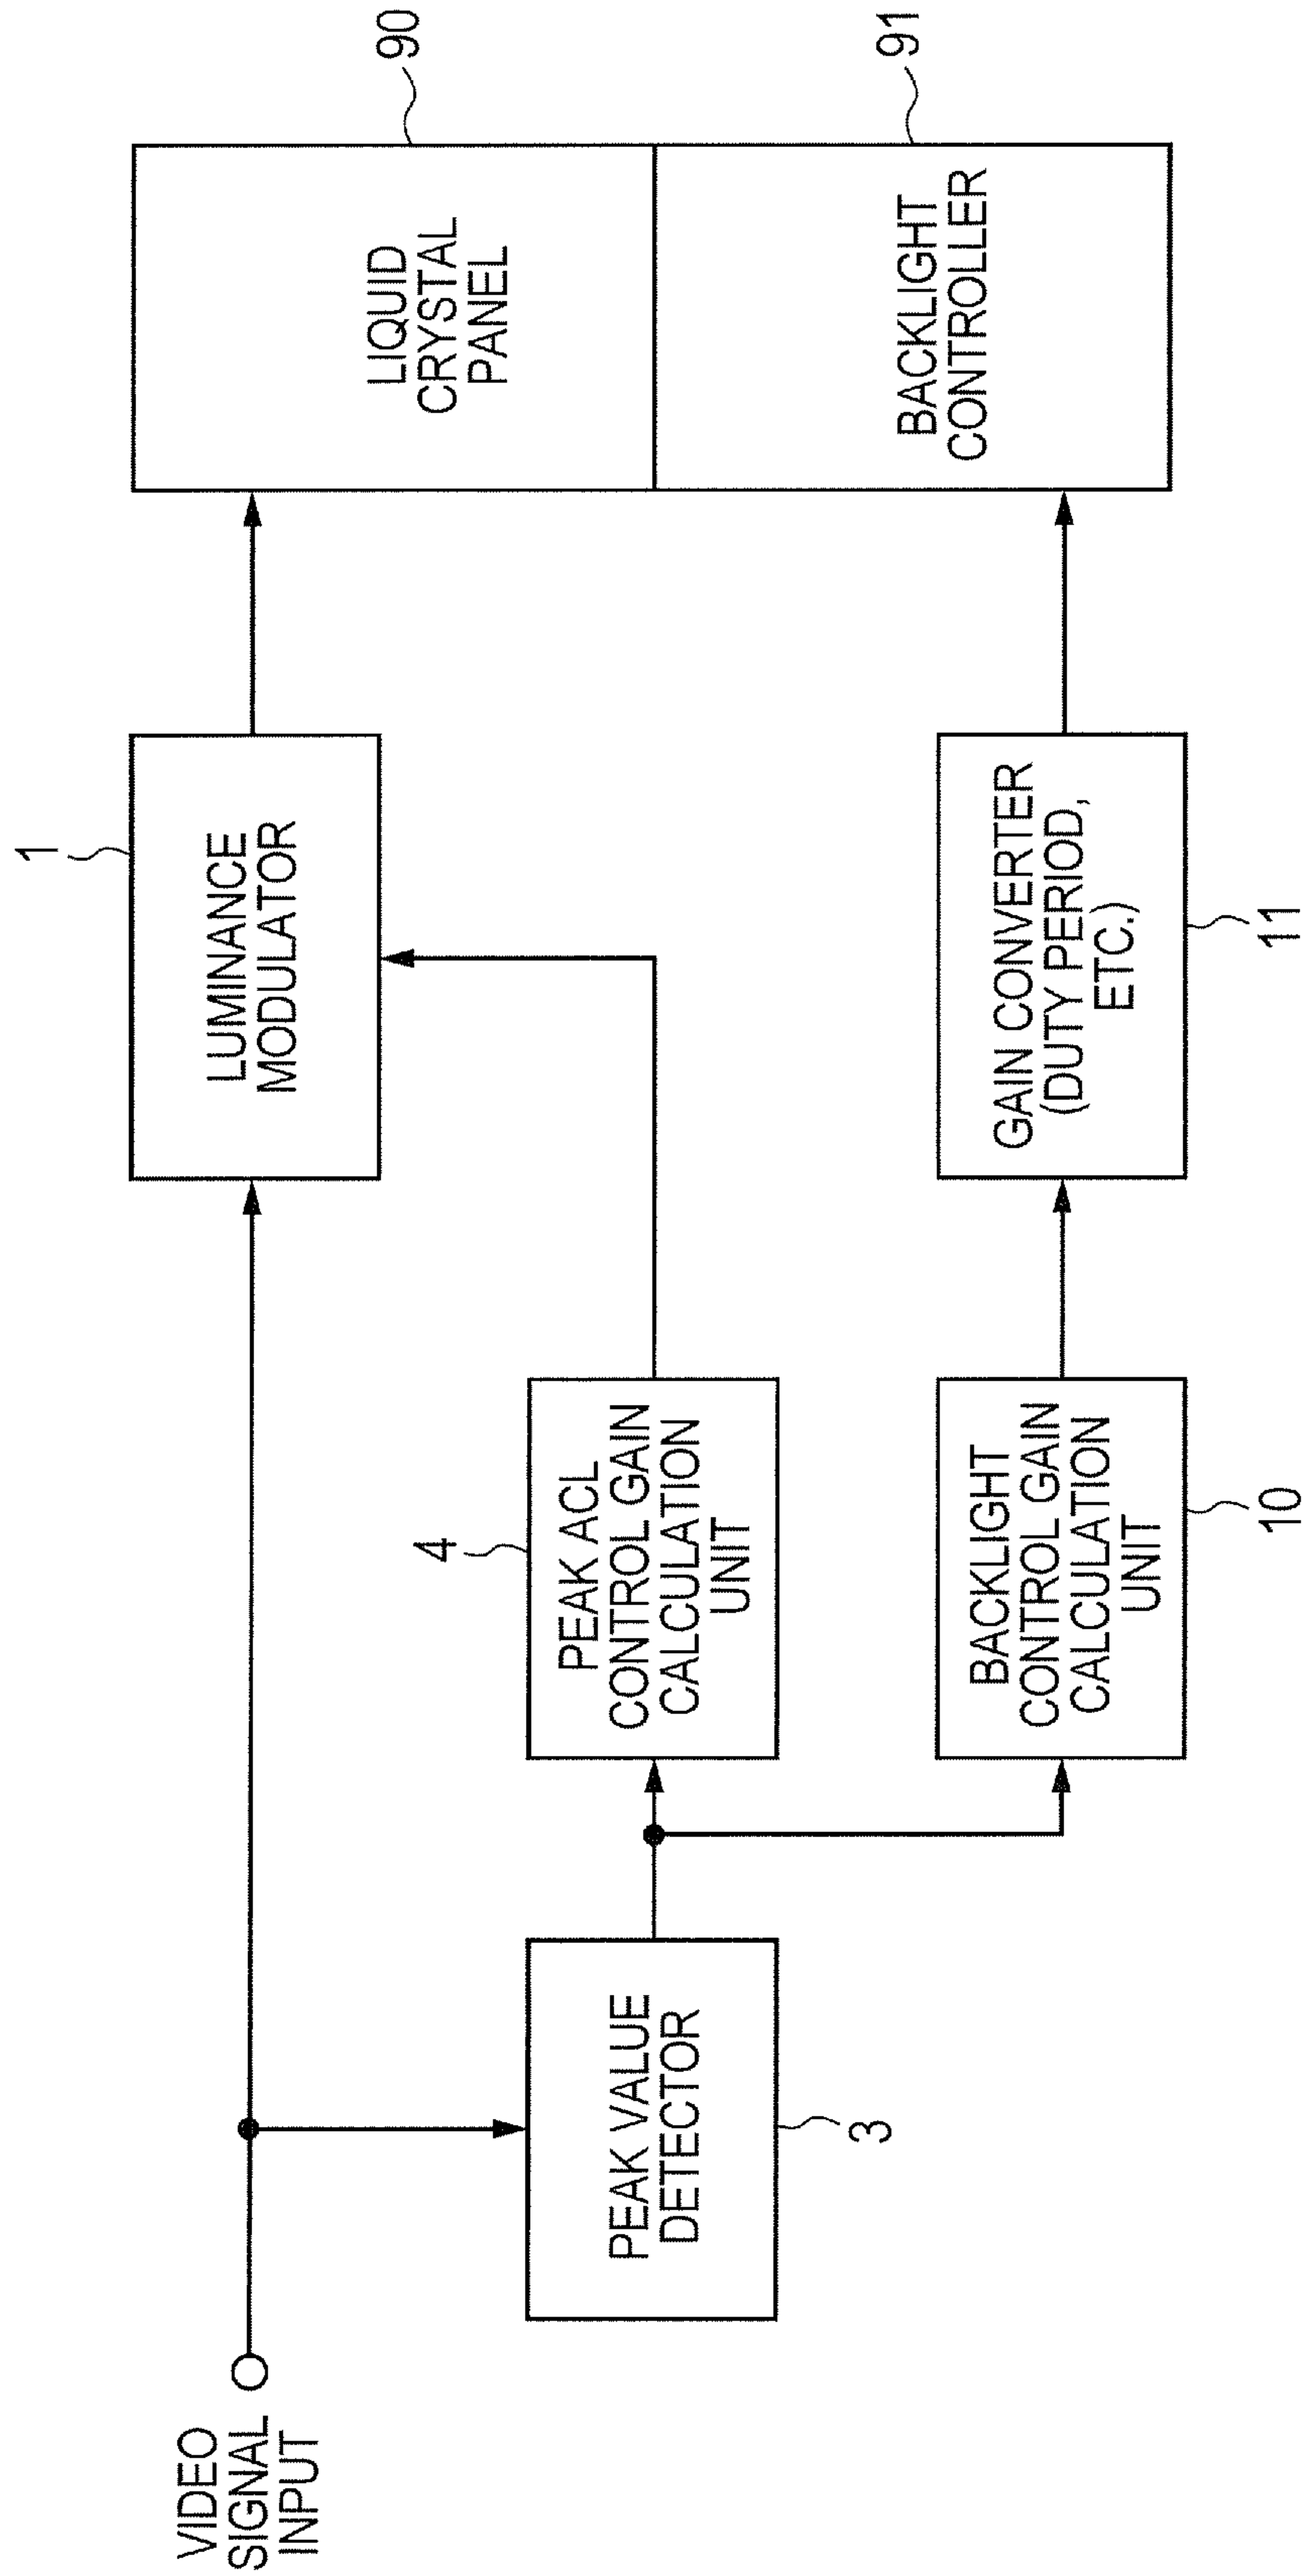 VIDEO
SIGNAL
INPUT
1
LUMINANCE
MODULATOR
LIQUID
CRYSTAL
PANEL
90
PEAK VALUE
DETECTOR
3
4
PEAK ACL
CONTROL GAIN
CALCULATION
UNIT
BACKLIGHT
CONTROL GAIN
CALCULATION
UNIT
10
GAIN CONVERTER
(DUTY PERIOD,
ETC.)
11
BACKLIGHT
CONTROLLER
91